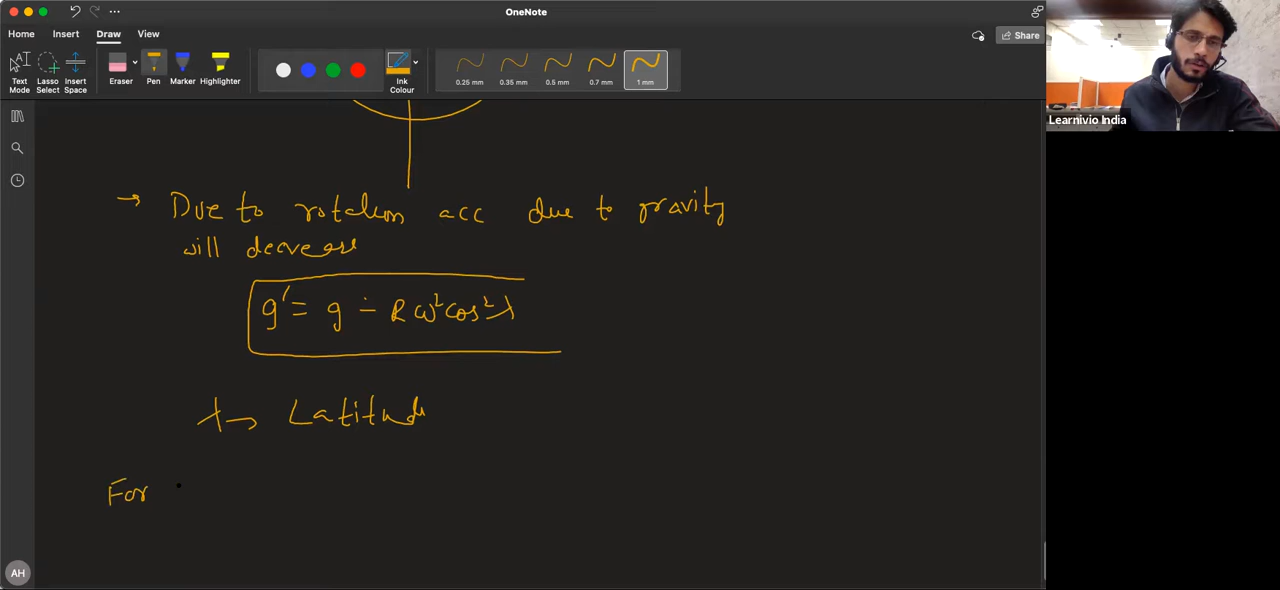 OneNote
Home Insert Draw View
Share
Text Mode
Lasso Select
Insert Space
Eraser
Pen
Marker
Highlighter
Ink Colour
0.25 mm
0.35 mm
0.5 mm
0.7 mm
1 mm
Learnivio India
→ Due to rotation acc due to gravity
will decrease
g' = g - Rω²cos²λ
λ → Latitude
For
AH